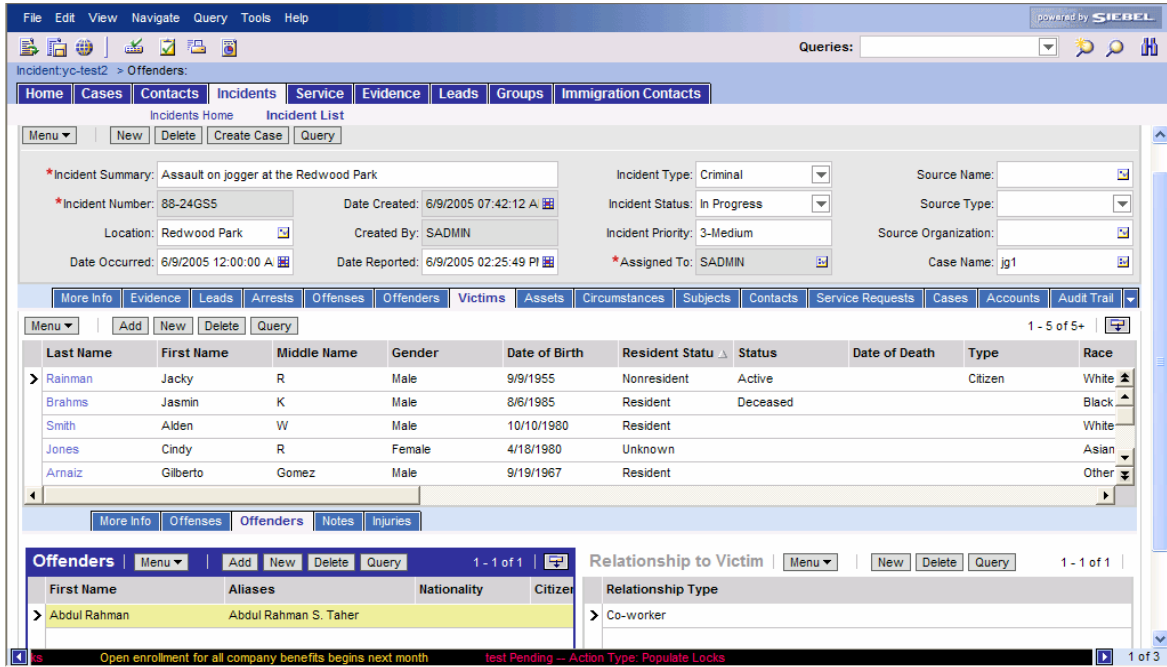 File Edit View Navigate Query Tools Help powered by SIEBEL
Queries:
Incident:yc-test2 > Offenders:
Home Cases Contacts Incidents Service Evidence Leads Groups Immigration Contacts
Incidents Home Incident List
Menu New Delete Create Case Query
*Incident Summary: Assault on jogger at the Redwood Park Incident Type: Criminal Source Name:
*Incident Number: 88-24GS5 Date Created: 6/9/2005 07:42:12 A Incident Status: In Progress Source Type:
Location: Redwood Park Created By: SADMIN Incident Priority: 3-Medium Source Organization:
Date Occurred: 6/9/2005 12:00:00 A Date Reported: 6/9/2005 02:25:49 PM *Assigned To: SADMIN Case Name: jg1
More Info Evidence Leads Arrests Offenses Offenders Victims Assets Circumstances Subjects Contacts Service Requests Cases Accounts Audit Trail
Menu Add New Delete Query 1 - 5 of 5+
Last Name First Name Middle Name Gender Date of Birth Resident Statu Status Date of Death Type Race
Rainman Jacky R Male 9/9/1955 Nonresident Active Citizen White
Brahms Jasmin K Male 8/6/1985 Resident Deceased Black
Smith Alden W Male 10/10/1980 Resident White
Jones Cindy R Female 4/18/1980 Unknown Asian
Arnaiz Gilberto Gomez Male 9/19/1967 Resident Other
More Info Offenses Offenders Notes Injuries
Offenders Menu Add New Delete Query 1 - 1 of 1 Relationship to Victim Menu New Delete Query 1 - 1 of 1
First Name Aliases Nationality Citizen Relationship Type
Abdul Rahman Abdul Rahman S. Taher Co-worker
ks Open enrollment for all company benefits begins next month test Pending -- Action Type: Populate Locks 1 of 3